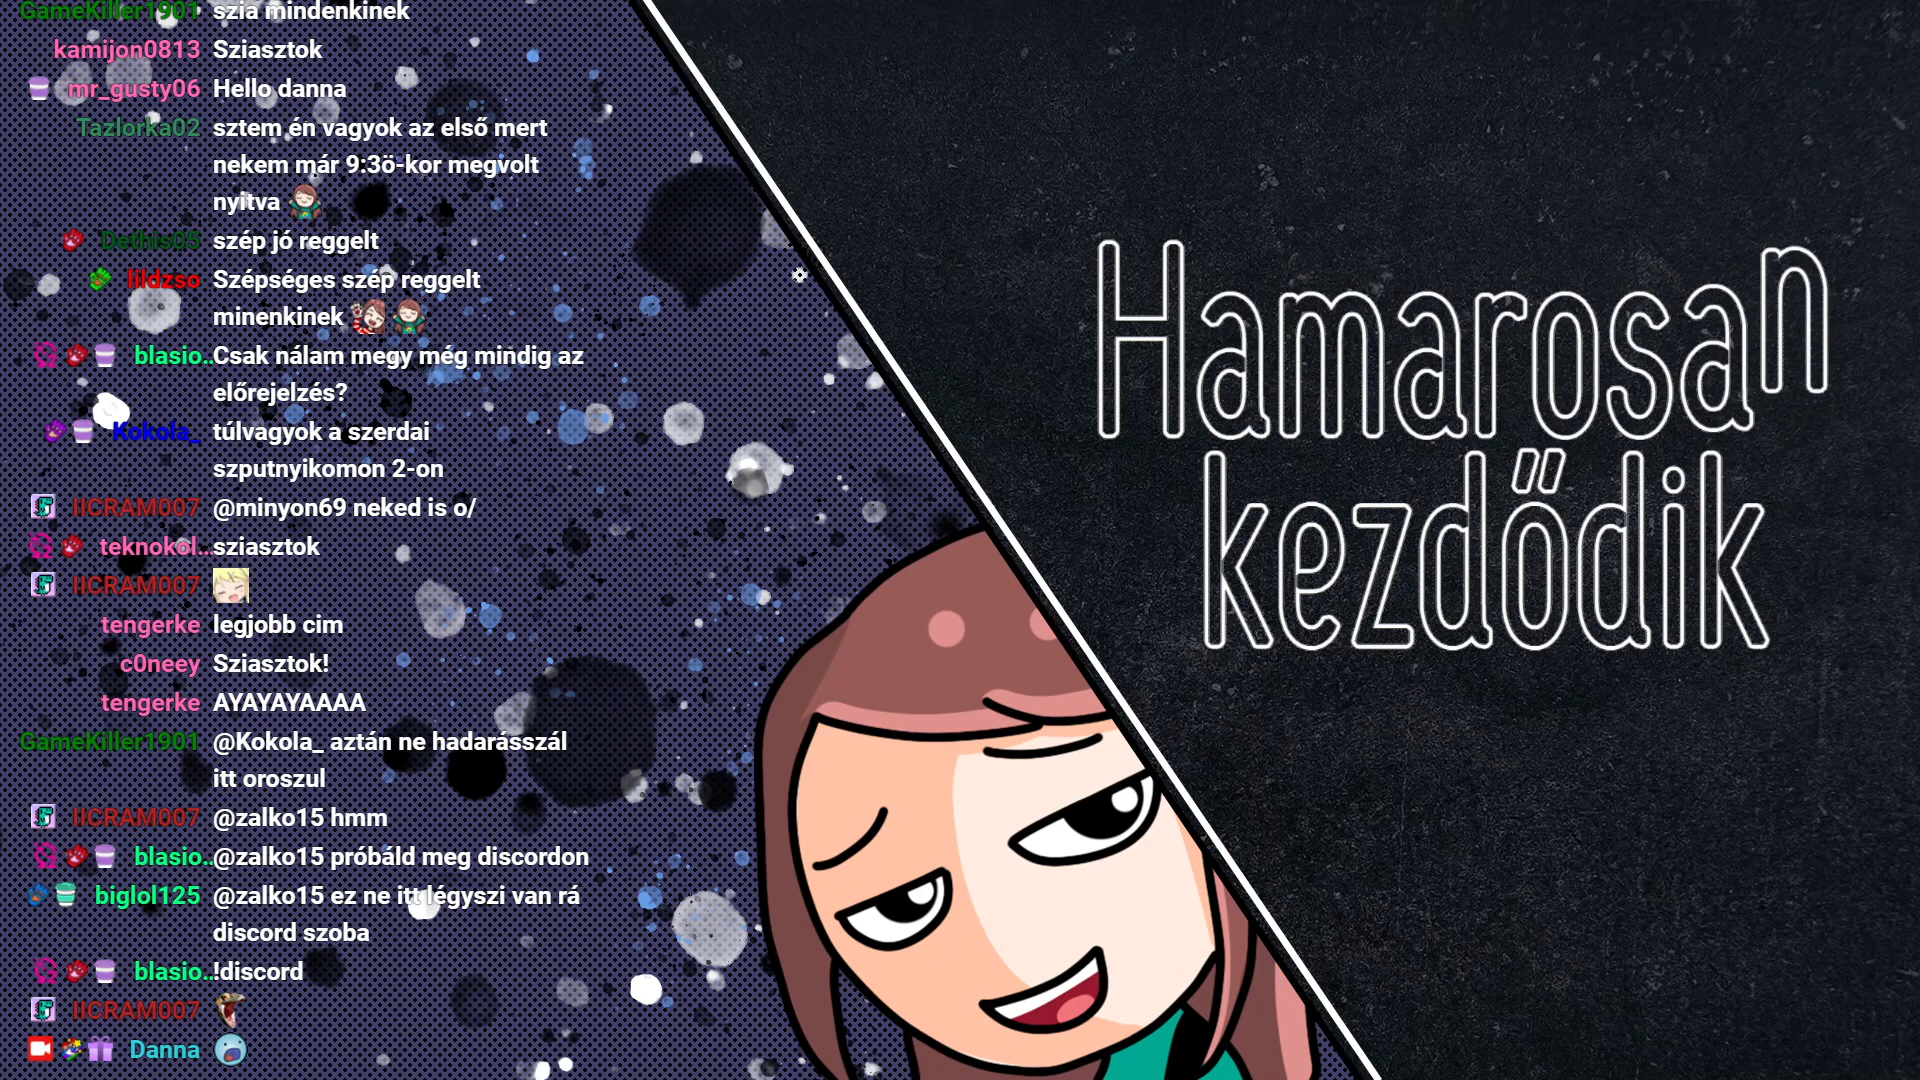 GameKiller1901 szia mindenkinek
kamijon0813 Sziasztok
mr_gusty06 Hello danna
Tazlorka02 sztem én vagyok az első mert
nekem már 9:3ö-kor megvolt
nyitva
Dethis05 szép jó reggelt
lildzso Szépséges szép reggelt
minenkinek
blasio.. Csak nálam megy még mindig az
előrejelzés?
Kokola_ túlvagyok a szerdai
szputnyikomon 2-on
IICRAM007 @minyon69 neked is o/
teknokol... sziasztok
IICRAM007
tengerke legjobb cim
c0neey Sziasztok!
tengerke AYAYAYAAAA
GameKiller1901 @Kokola_ aztán ne hadarásszál
itt oroszul
IICRAM007 @zalko15 hmm
blasio.. @zalko15 próbáld meg discordon
biglol125 @zalko15 ez ne itt légyszi van rá
discord szoba
blasio.. !discord
IICRAM007
Danna
Hamarosan
kezdődik